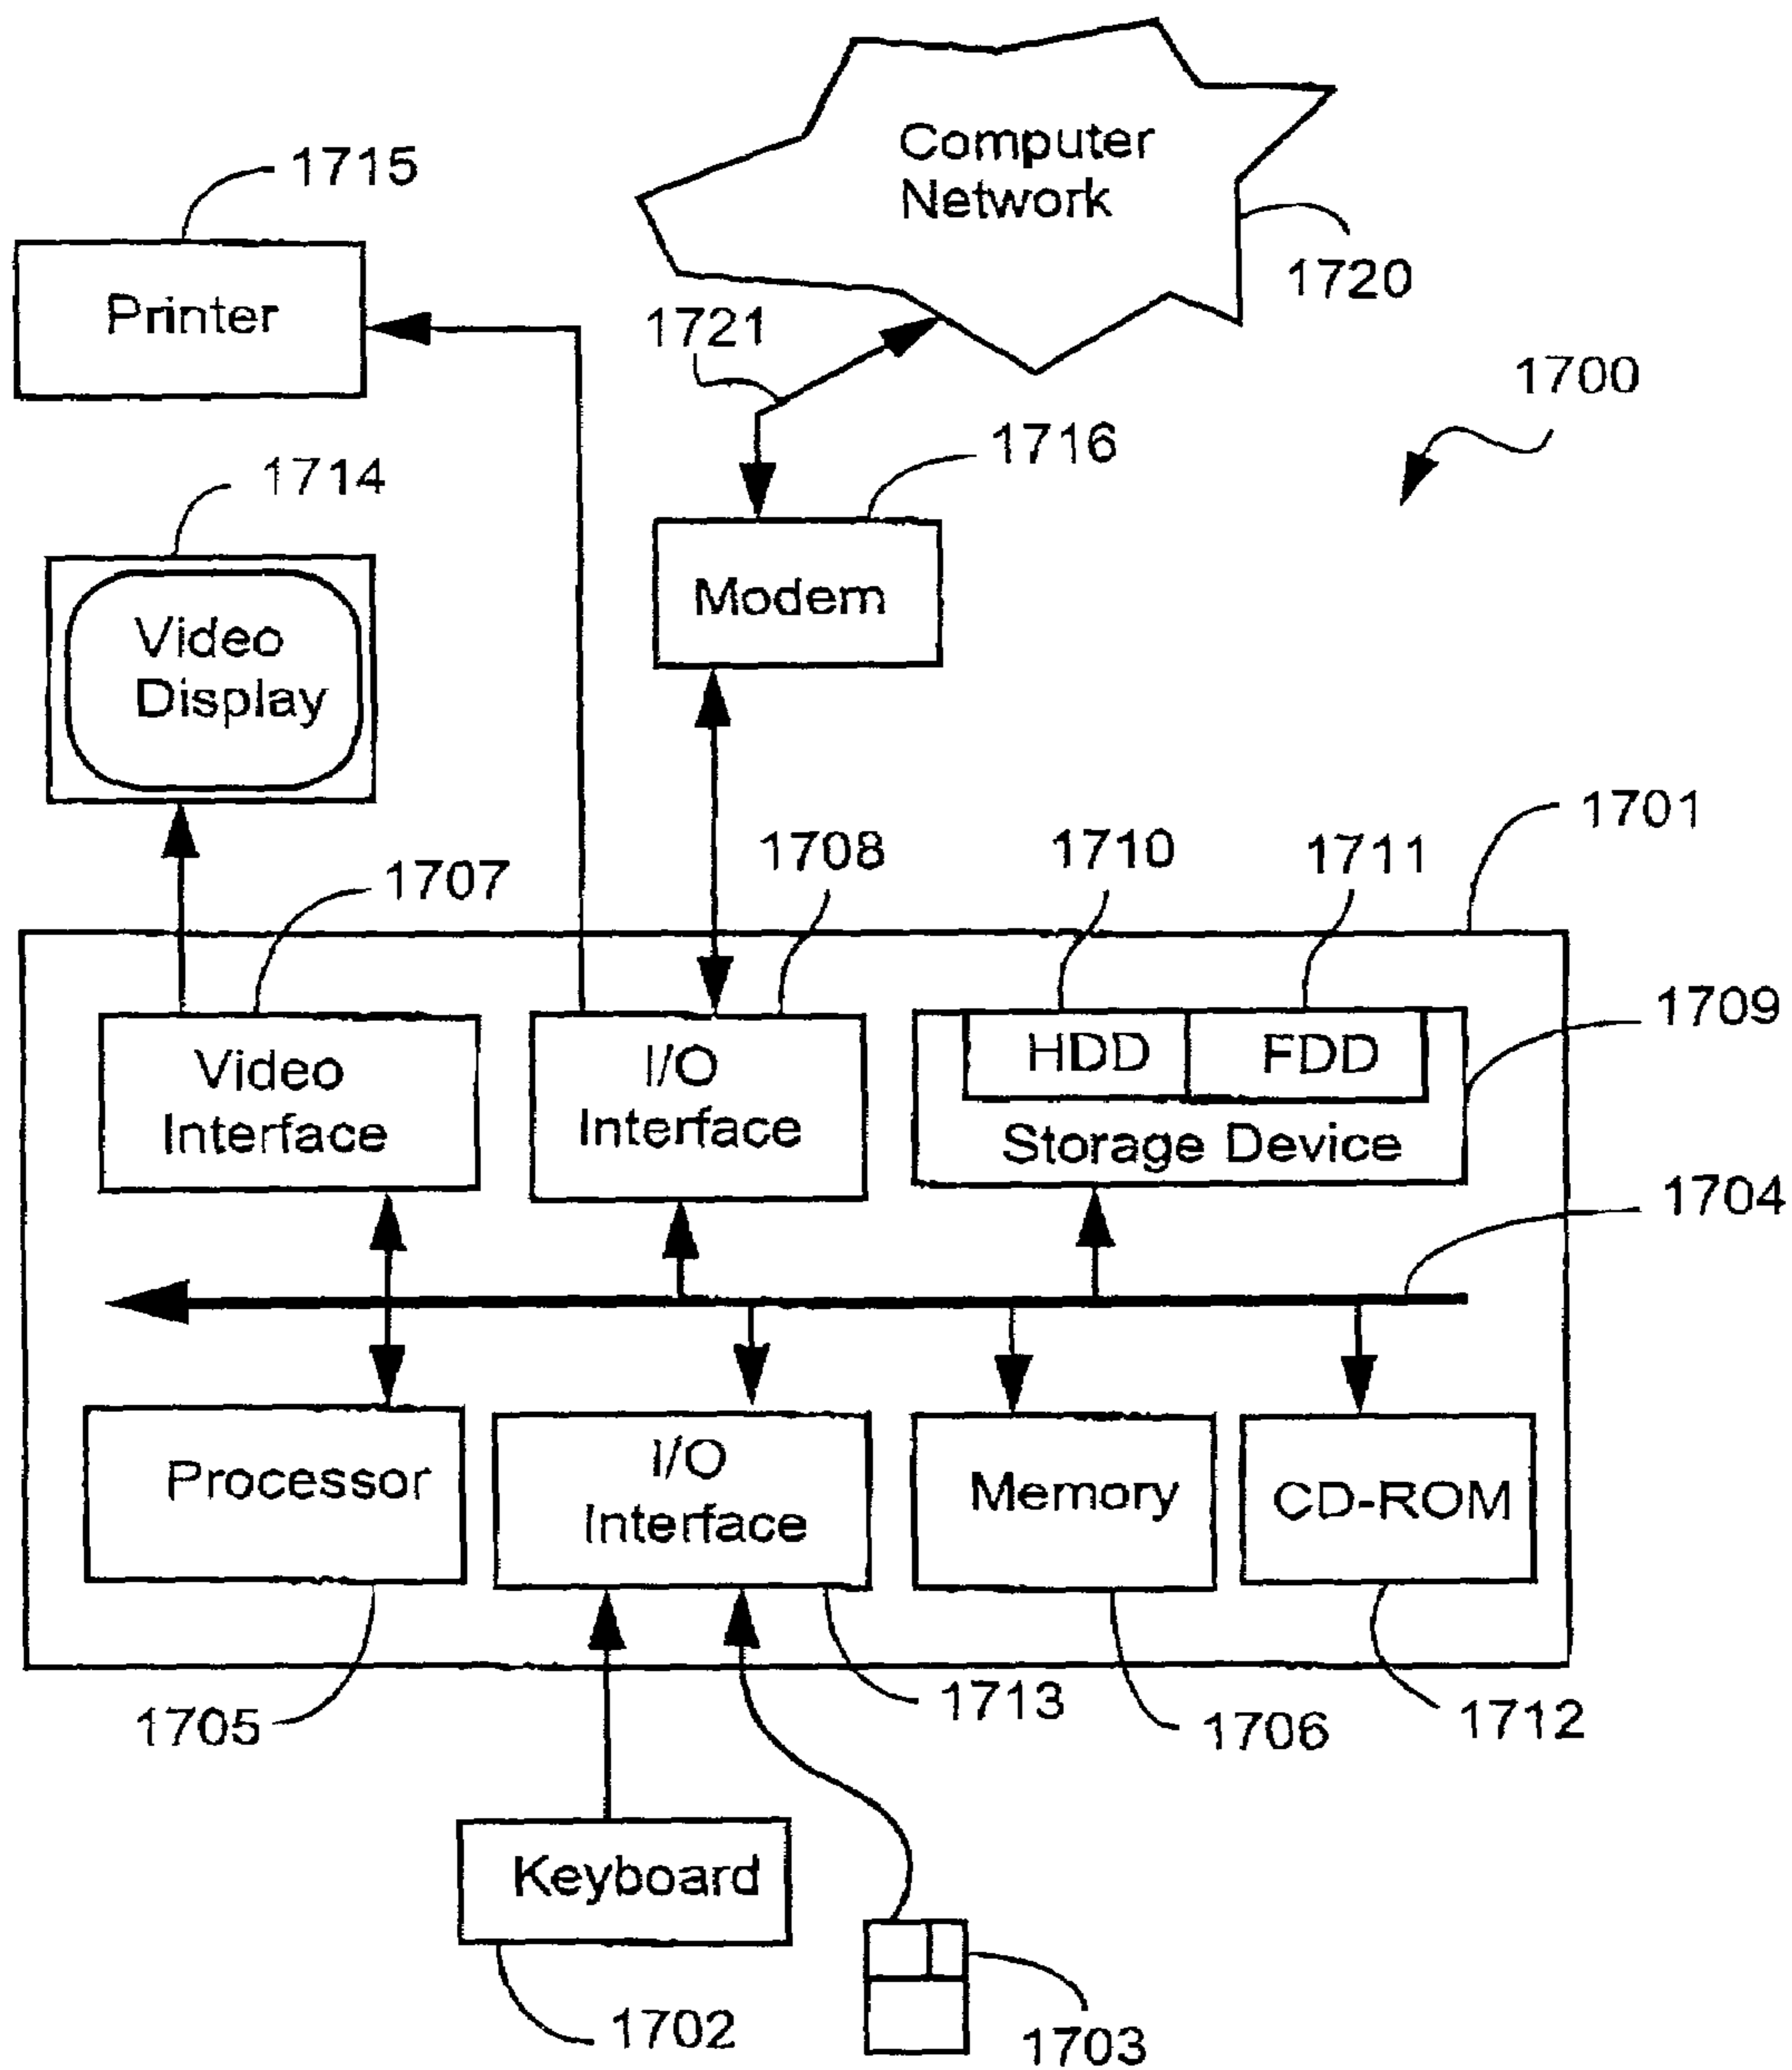 Computer
Network
1715
1720
Printer
1721
1700
1716
1714
Modem
Video
Display
1701
1708
1710
1711
1707
1709
HDD
FDD
Video
Interface
I/O
Interface
Storage Device
1704
Processor
I/O
Interface
Memory
CD-ROM
1705
1713
1706
1712
Keyboard
1702
1703